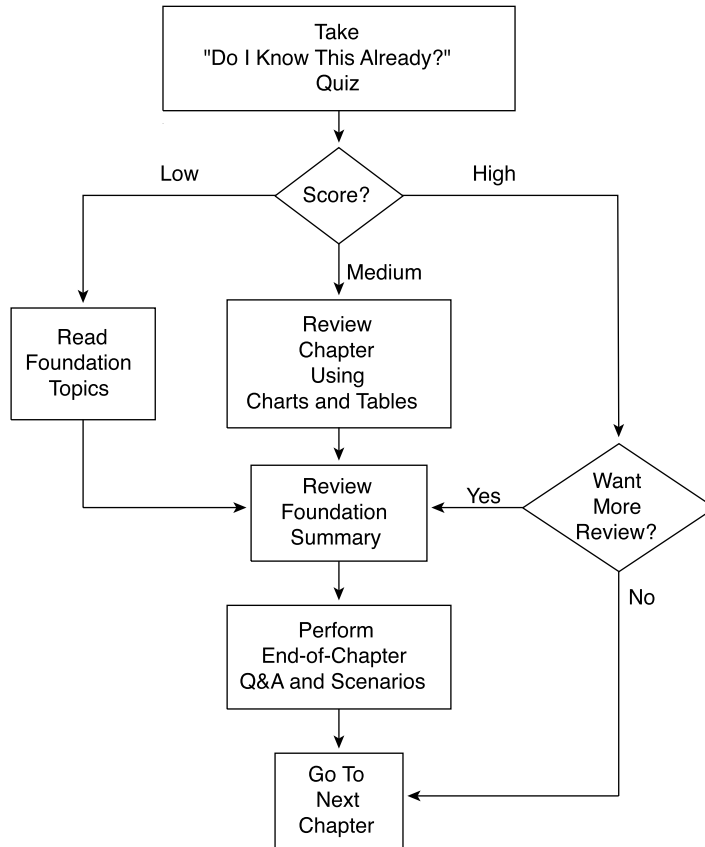 Take
"Do I Know This Already?"
Quiz
Low
Score?
High
Medium
Read
Foundation
Topics
Review
Chapter
Using
Charts and Tables
Review
Foundation
Summary
Yes
Want
More
Review?
No
Perform
End-of-Chapter
Q&A and Scenarios
Go To
Next
Chapter